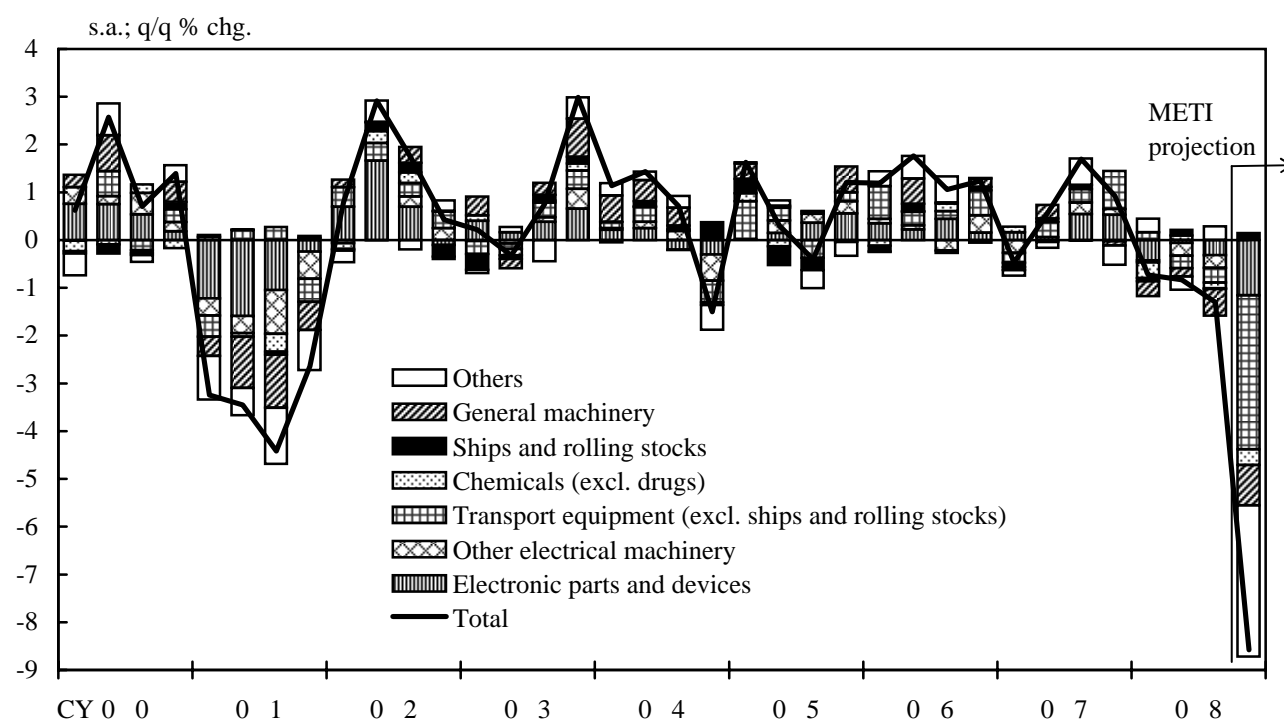 s.a.; q/q % chg.
4
3
2
1
0
-1
-2
-3
-4
-5
-6
-7
-8
-9
METI
projection
Others
General machinery
Ships and rolling stocks
Chemicals (excl. drugs)
Transport equipment (excl. ships and rolling stocks)
Other electrical machinery
Electronic parts and devices
Total
CY 0 0 0 1 0 2 0 3 0 4 0 5 0 6 0 7 0 8